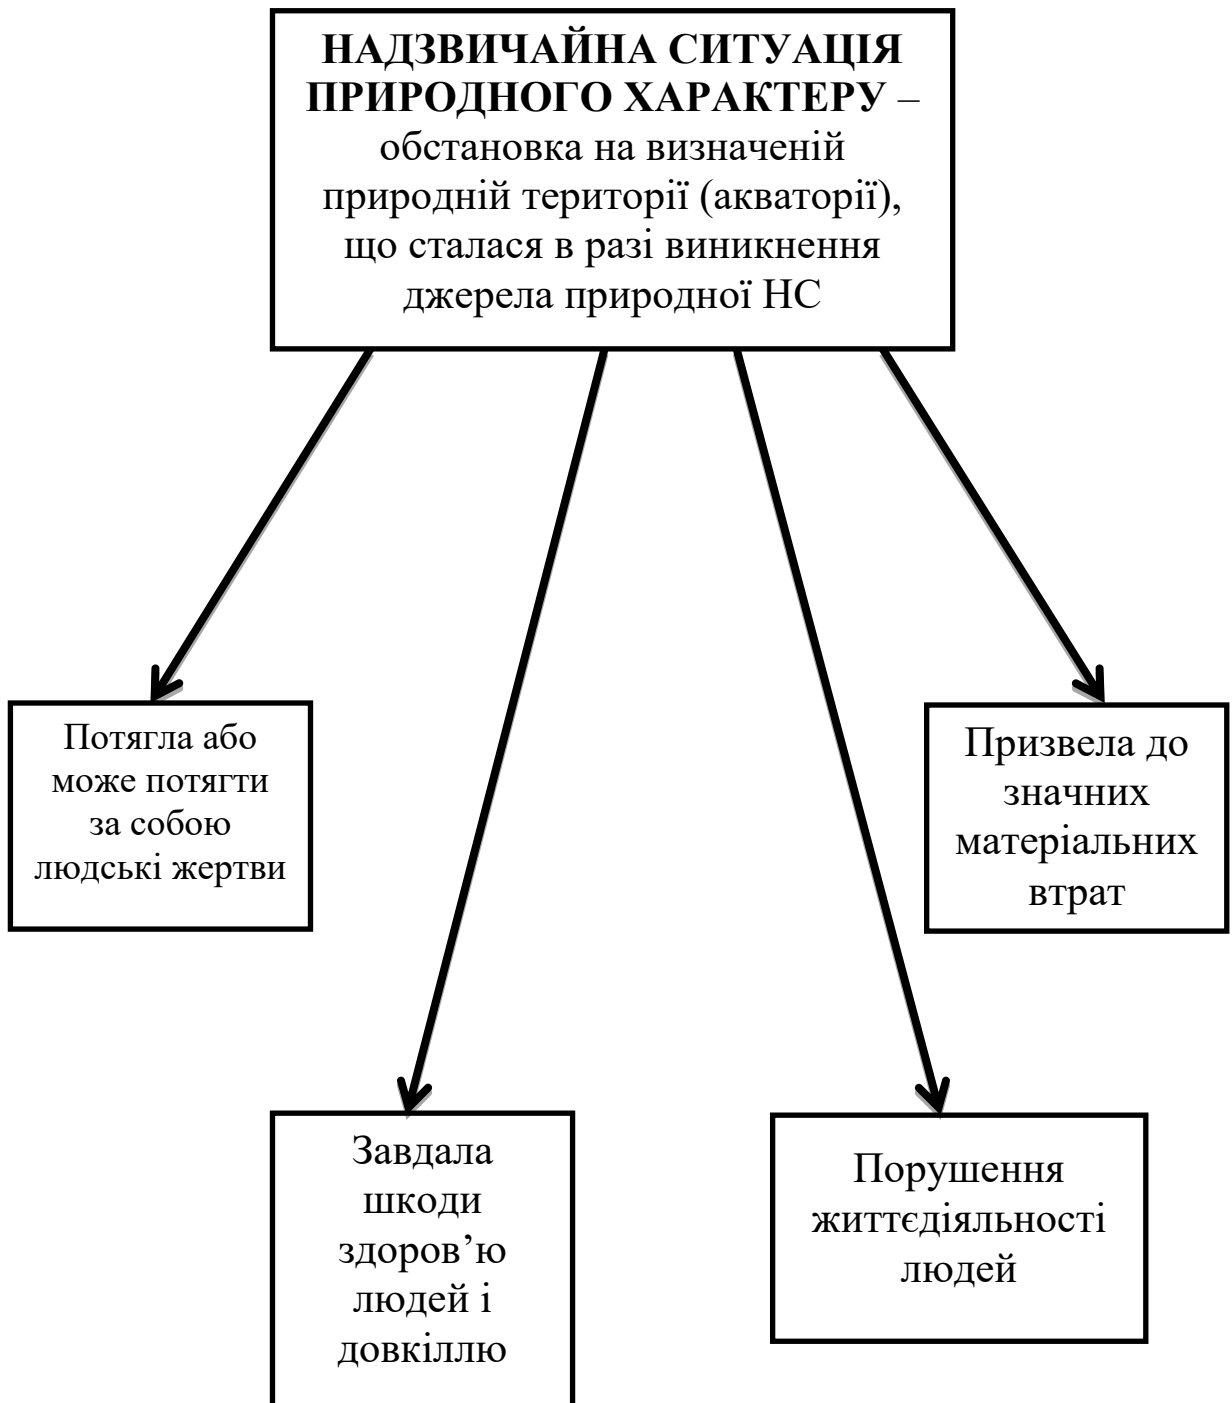 НАДЗВИЧАЙНА СИТУАЦІЯ
ПРИРОДНОГО ХАРАКТЕРУ –
обстановка на визначеній
природній території (акваторії),
що сталася в разі виникнення
джерела природної НС
Потягла або
може потягти
за собою
людські жертви
Призвела до
значних
матеріальних
втрат
Завдала
шкоди
здоров’ю
людей і
довкіллю
Порушення
життєдіяльності
людей